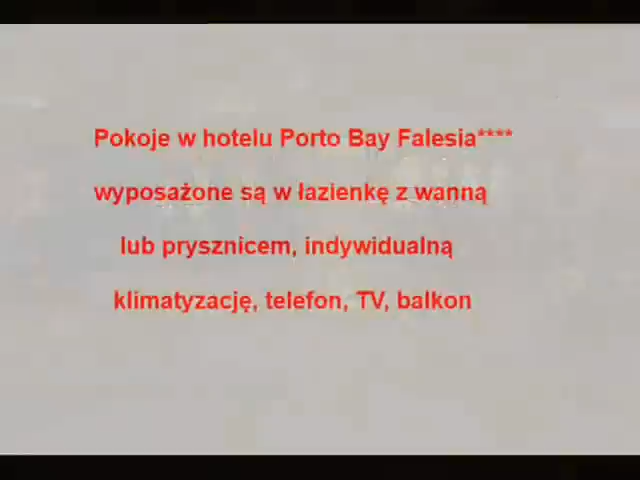 Pokoje w hotelu Porto Bay Falesia****
wyposażone są w łazienkę z wanną
lub prysznicem, indywidualną
klimatyzację, telefon, TV, balkon